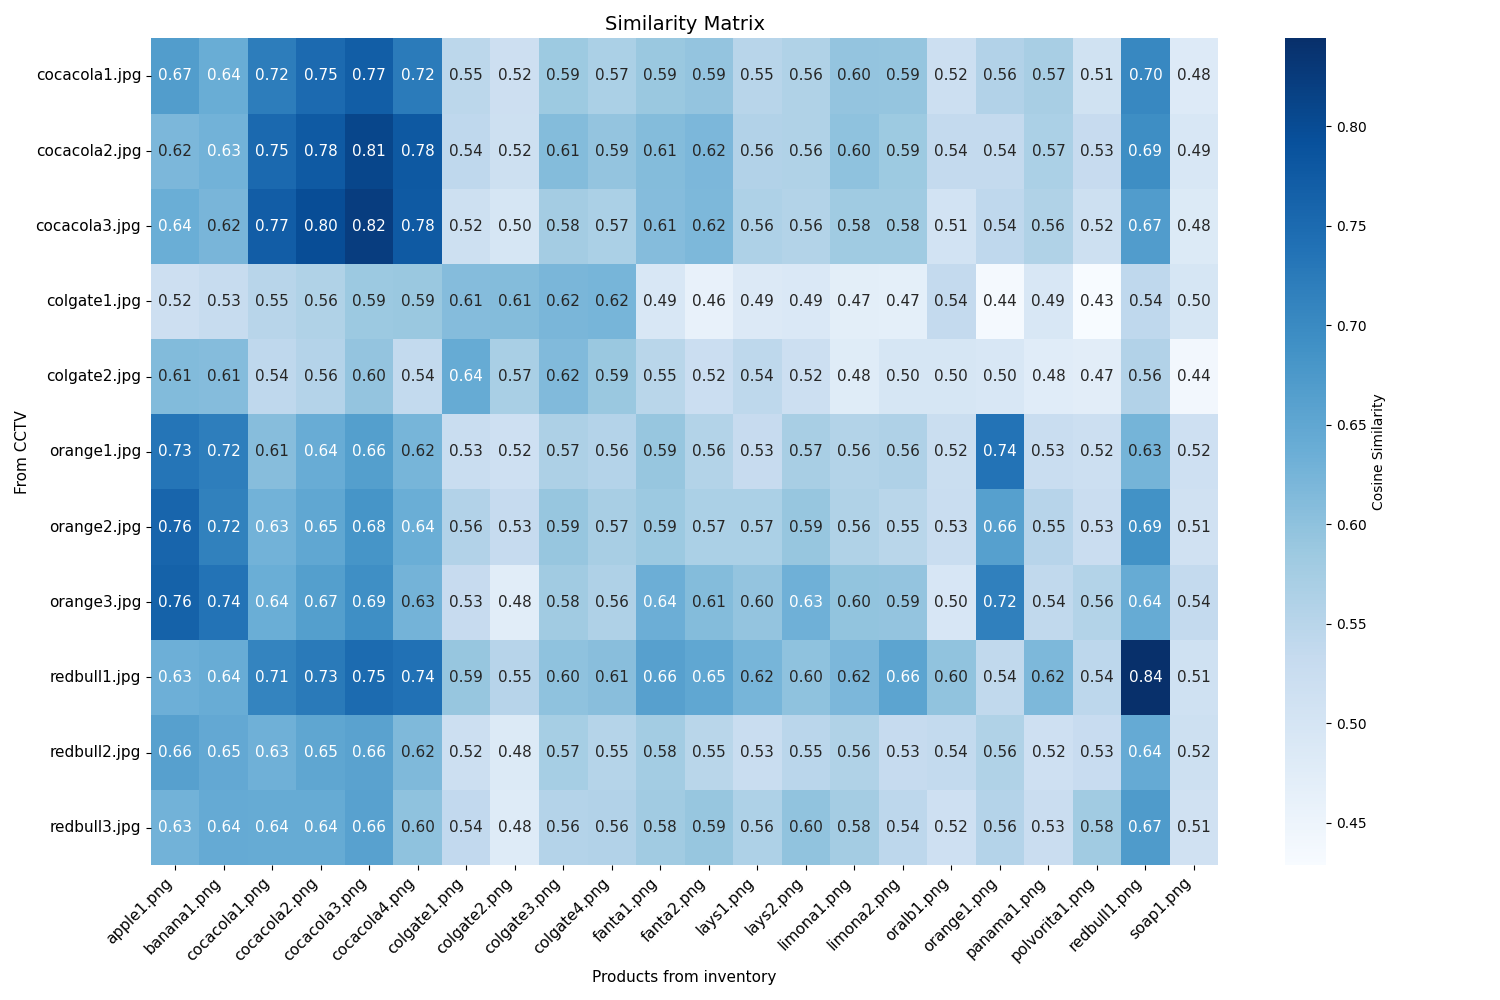 Similarity Matrix
From CCTV
cocacola1.jpg 0.67 0.64 0.72 0.75 0.77 0.72 0.55 0.52 0.59 0.57 0.59 0.59 0.55 0.56 0.60 0.59 0.52 0.56 0.57 0.51 0.70 0.48
cocacola2.jpg 0.62 0.63 0.75 0.78 0.81 0.78 0.54 0.52 0.61 0.59 0.61 0.62 0.56 0.56 0.60 0.59 0.54 0.54 0.57 0.53 0.69 0.49
cocacola3.jpg 0.64 0.62 0.77 0.80 0.82 0.78 0.52 0.50 0.58 0.57 0.61 0.62 0.56 0.56 0.58 0.58 0.51 0.54 0.56 0.52 0.67 0.48
colgate1.jpg 0.52 0.53 0.55 0.56 0.59 0.59 0.61 0.61 0.62 0.62 0.49 0.46 0.49 0.49 0.47 0.47 0.54 0.44 0.49 0.43 0.54 0.50
colgate2.jpg 0.61 0.61 0.54 0.56 0.60 0.54 0.64 0.57 0.62 0.59 0.55 0.52 0.54 0.52 0.48 0.50 0.50 0.50 0.48 0.47 0.56 0.44
orange1.jpg 0.73 0.72 0.61 0.64 0.66 0.62 0.53 0.52 0.57 0.56 0.59 0.56 0.53 0.57 0.56 0.56 0.52 0.74 0.53 0.52 0.63 0.52
orange2.jpg 0.76 0.72 0.63 0.65 0.68 0.64 0.56 0.53 0.59 0.57 0.59 0.57 0.57 0.59 0.56 0.55 0.53 0.66 0.55 0.53 0.69 0.51
orange3.jpg 0.76 0.74 0.64 0.67 0.69 0.63 0.53 0.48 0.58 0.56 0.64 0.61 0.60 0.63 0.60 0.59 0.50 0.72 0.54 0.56 0.64 0.54
redbull1.jpg 0.63 0.64 0.71 0.73 0.75 0.74 0.59 0.55 0.60 0.61 0.66 0.65 0.62 0.60 0.62 0.66 0.60 0.54 0.62 0.54 0.84 0.51
redbull2.jpg 0.66 0.65 0.63 0.65 0.66 0.62 0.52 0.48 0.57 0.55 0.58 0.55 0.53 0.55 0.56 0.53 0.54 0.56 0.52 0.53 0.64 0.52
redbull3.jpg 0.63 0.64 0.64 0.64 0.66 0.60 0.54 0.48 0.56 0.56 0.58 0.59 0.56 0.60 0.58 0.54 0.52 0.56 0.53 0.58 0.67 0.51
apple1.png banana1.png cocacola1.png cocacola2.png cocacola3.png cocacola4.png colgate1.png colgate2.png colgate3.png colgate4.png fanta1.png fanta2.png lays1.png lays2.png limona1.png limona2.png oralb1.png orange1.png panama1.png polvorita1.png redbull1.png soap1.png
Products from inventory
0.80
0.75
0.70
0.65
0.60
0.55
0.50
0.45
Cosine Similarity